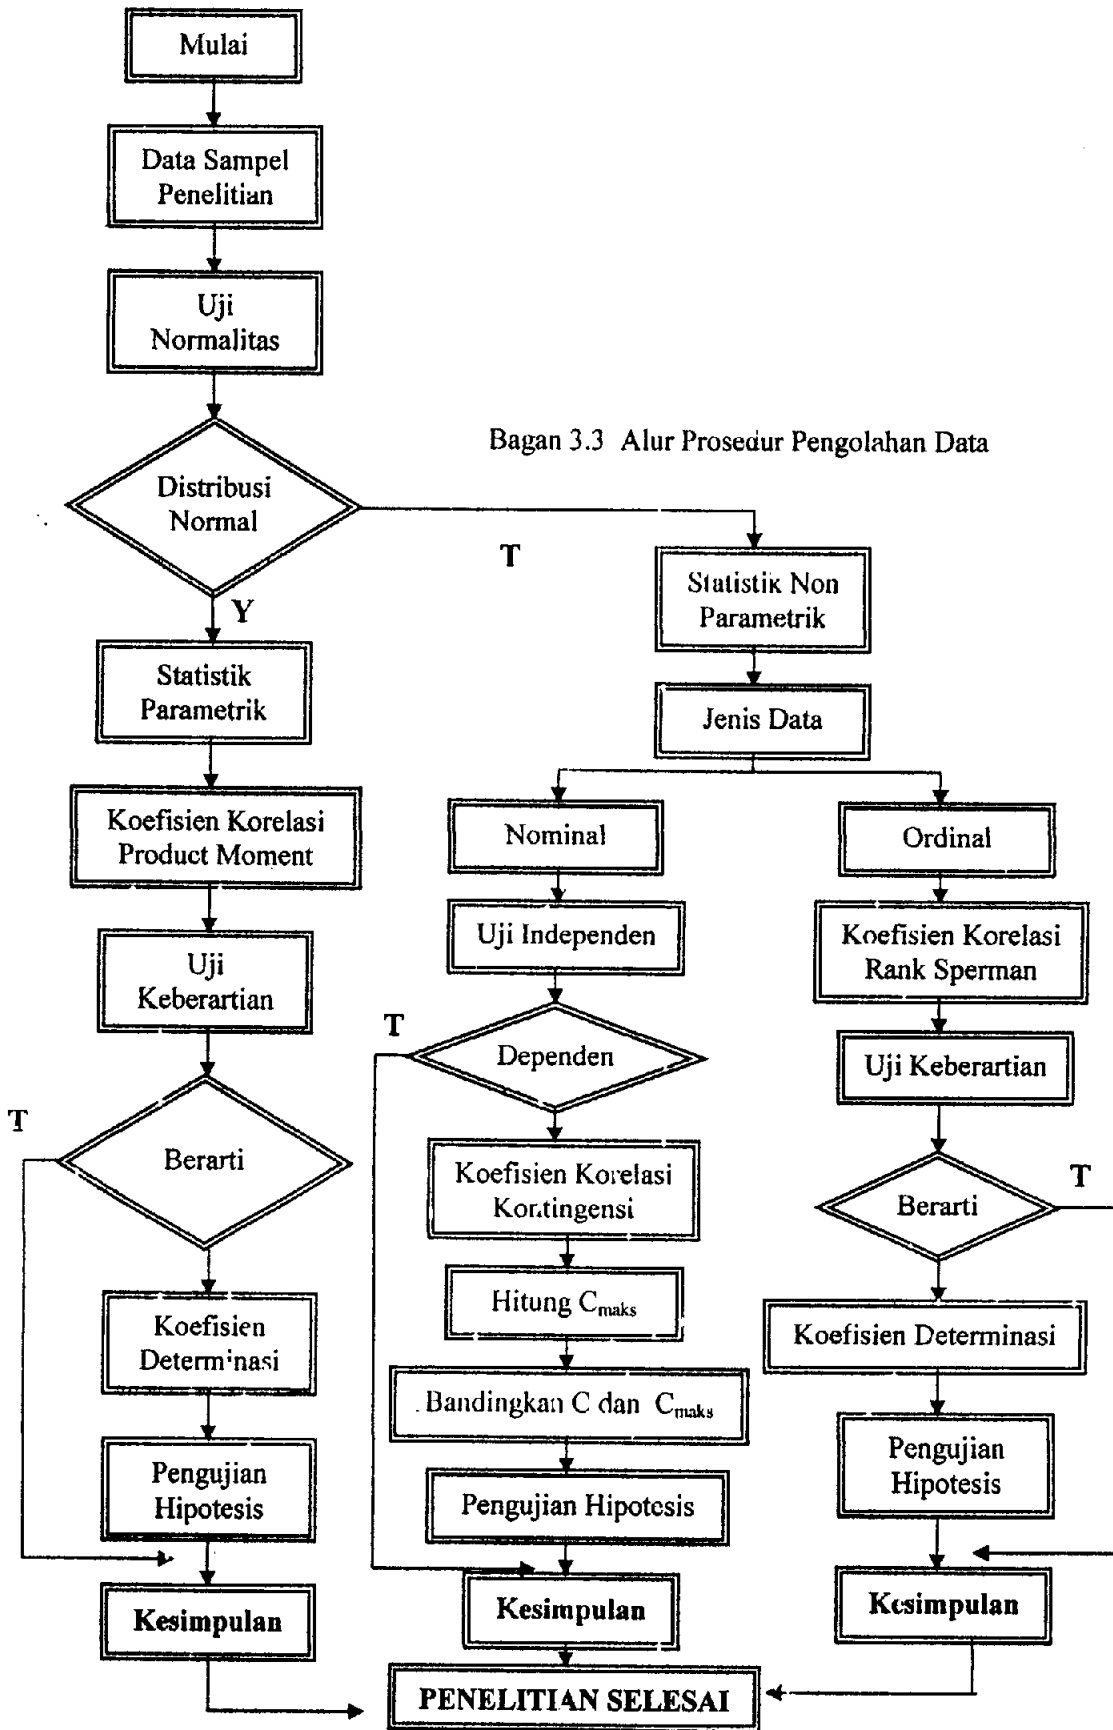 Mulai
Data Sampel
Penelitian
Uji
Normalitas
Bagan 3.3 Alur Prosedur Pengolahan Data
Distribusi
Normal
T
Y
Statistik Non
Parametrik
Statistik
Parametrik
Jenis Data
Koefisien Korelasi
Product Moment
Nominal
Ordinal
Uji
Keberartian
Uji Independen
Koefisien Korelasi
Rank Sperman
T
Dependen
Uji Keberartian
T
Berarti
Koefisien Korelasi
Kontingensi
Berarti
T
Hitung Cmaks
Koefisien
Determinasi
Koefisien Determinasi
Bandingkan C dan Cmaks
Pengujian
Hipotesis
Pengujian Hipotesis
Pengujian
Hipotesis
Kesimpulan
Kesimpulan
Kesimpulan
PENELITIAN SELESAI